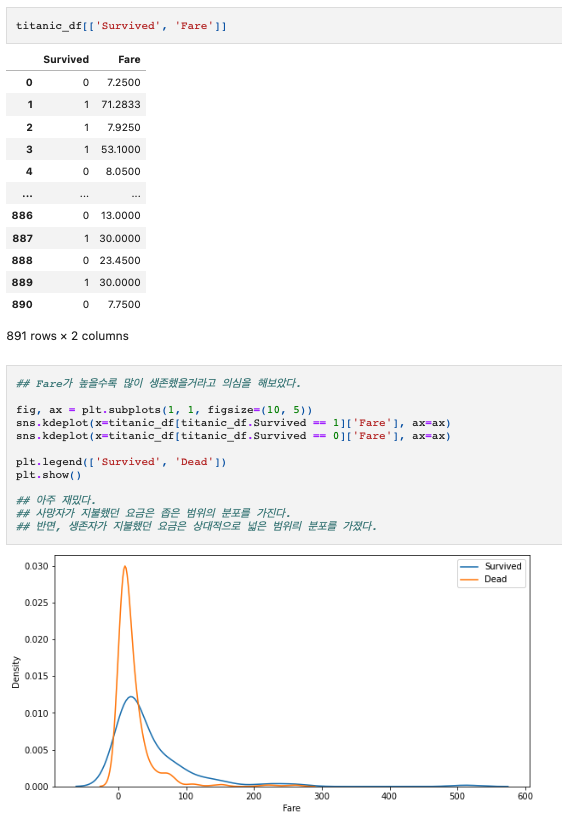 titanic_df[['Survived', 'Fare']]
Survived Fare
0 0 7.2500
1 1 71.2833
2 1 7.9250
3 1 53.1000
4 0 8.0500
... ... ...
886 0 13.0000
887 1 30.0000
888 0 23.4500
889 1 30.0000
890 0 7.7500
891 rows × 2 columns
## Fare가 높을수록 많이 생존했을거라고 의심을 해보았다.
fig, ax = plt.subplots(1, 1, figsize=(10, 5))
sns.kdeplot(x=titanic_df[titanic_df.Survived == 1]['Fare'], ax=ax)
sns.kdeplot(x=titanic_df[titanic_df.Survived == 0]['Fare'], ax=ax)
plt.legend(['Survived', 'Dead'])
plt.show()
## 아주 재밌다.
## 사망자가 지불했던 요금은 좁은 범위의 분포를 가진다.
## 반면, 생존자가 지불했던 요금은 상대적으로 넓은 범위릐 분포를 가졌다.
Survived
Dead
0.030
0.025
0.020
0.015
0.010
0.005
0.000
Density
0 100 200 300 400 500 600
Fare